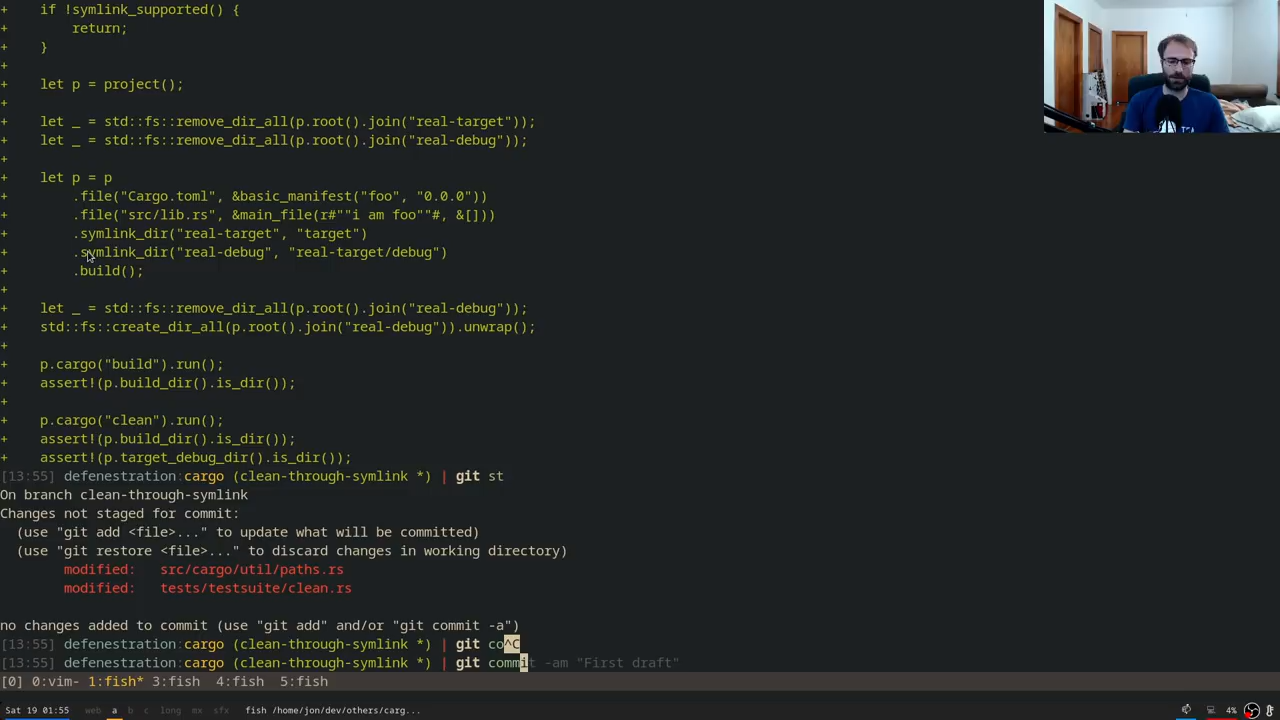 +    if !symlink_supported() {
+        return;
+    }
+
+    let p = project();
+
+    let _ = std::fs::remove_dir_all(p.root().join("real-target"));
+    let _ = std::fs::remove_dir_all(p.root().join("real-debug"));
+
+    let p = p
+        .file("Cargo.toml", &basic_manifest("foo", "0.0.0"))
+        .file("src/lib.rs", &main_file(r#""i am foo""#, &[]))
+        .symlink_dir("real-target", "target")
+        .symlink_dir("real-debug", "real-target/debug")
+        .build();
+
+    let _ = std::fs::remove_dir_all(p.root().join("real-debug"));
+    std::fs::create_dir_all(p.root().join("real-debug")).unwrap();
+
+    p.cargo("build").run();
+    assert!(p.build_dir().is_dir());
+
+    p.cargo("clean").run();
+    assert!(p.build_dir().is_dir());
+    assert!(p.target_debug_dir().is_dir());
[13:55] defenestration:cargo (clean-through-symlink *) | git st
On branch clean-through-symlink
Changes not staged for commit:
  (use "git add <file>..." to update what will be committed)
  (use "git restore <file>..." to discard changes in working directory)
        modified:   src/cargo/util/paths.rs
        modified:   tests/testsuite/clean.rs

no changes added to commit (use "git add" and/or "git commit -a")
[13:55] defenestration:cargo (clean-through-symlink *) | git co^C
[13:55] defenestration:cargo (clean-through-symlink *) | git commit -am "First draft"
[0] 0:vim- 1:fish* 3:fish  4:fish  5:fish
Sat 19 01:55 web a b c long mx sfx fish /home/jon/dev/others/carg... 4%